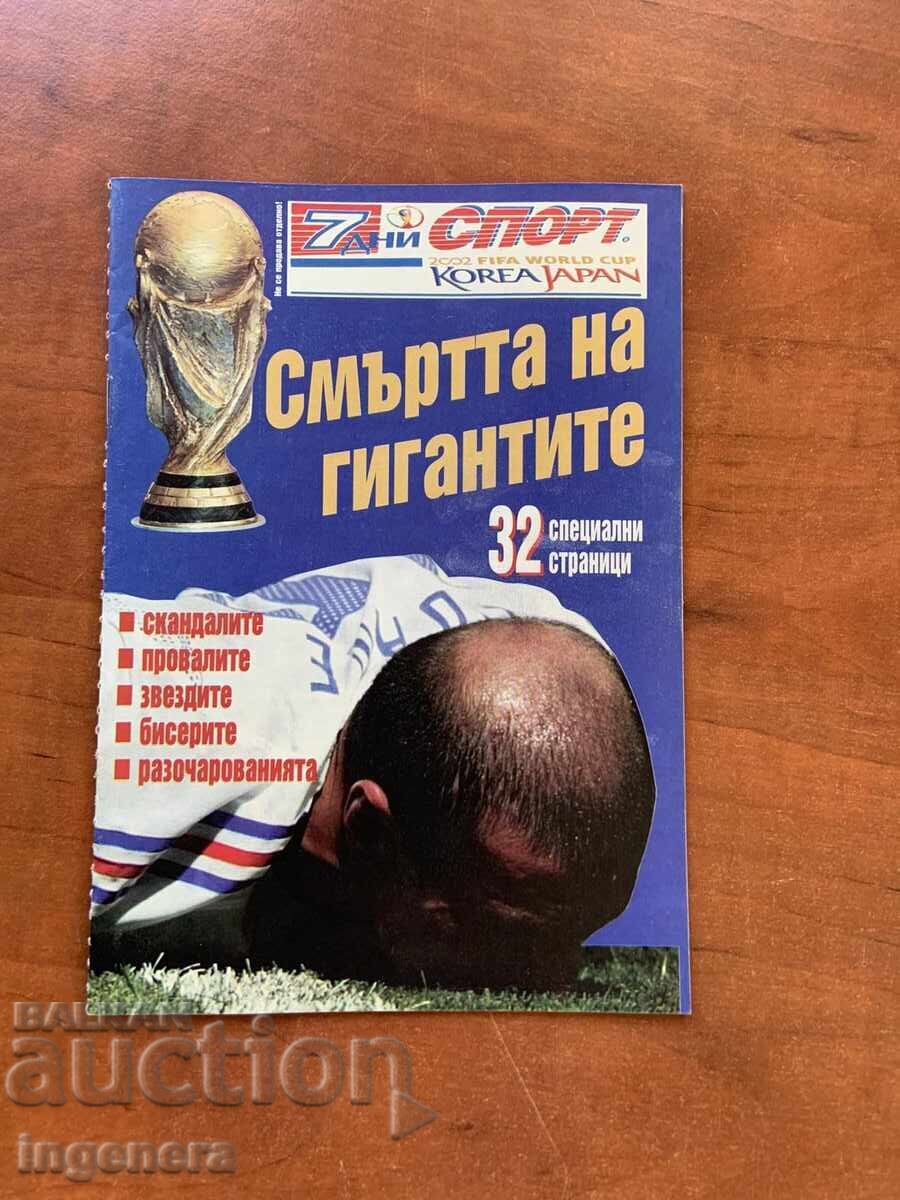 Не се продава отделно!
7 ДНИ СПОРТ
2002 FIFA WORLD CUP
KOREA JAPAN
Смъртта на
гигантите
32 специални
страници
скандалите
провалите
звездите
бисерите
разочарованията
BALKAN
auction
ingenera